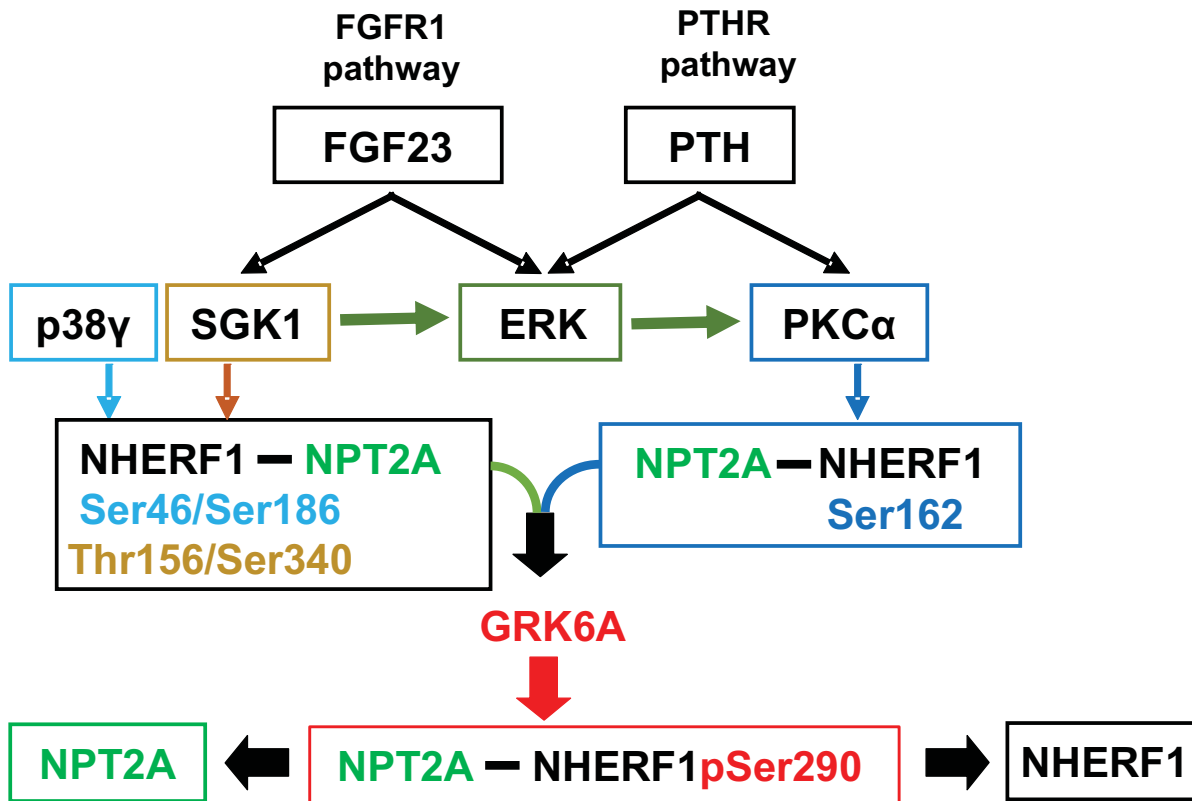 FGFR1
pathway
PTHR
pathway
FGF23
PTH
p38γ
SGK1
ERK
PKCα
NHERF1 – NPT2A
Ser46/Ser186
Thr156/Ser340
NPT2A – NHERF1
Ser162
GRK6A
NPT2A
NPT2A – NHERF1pSer290
NHERF1